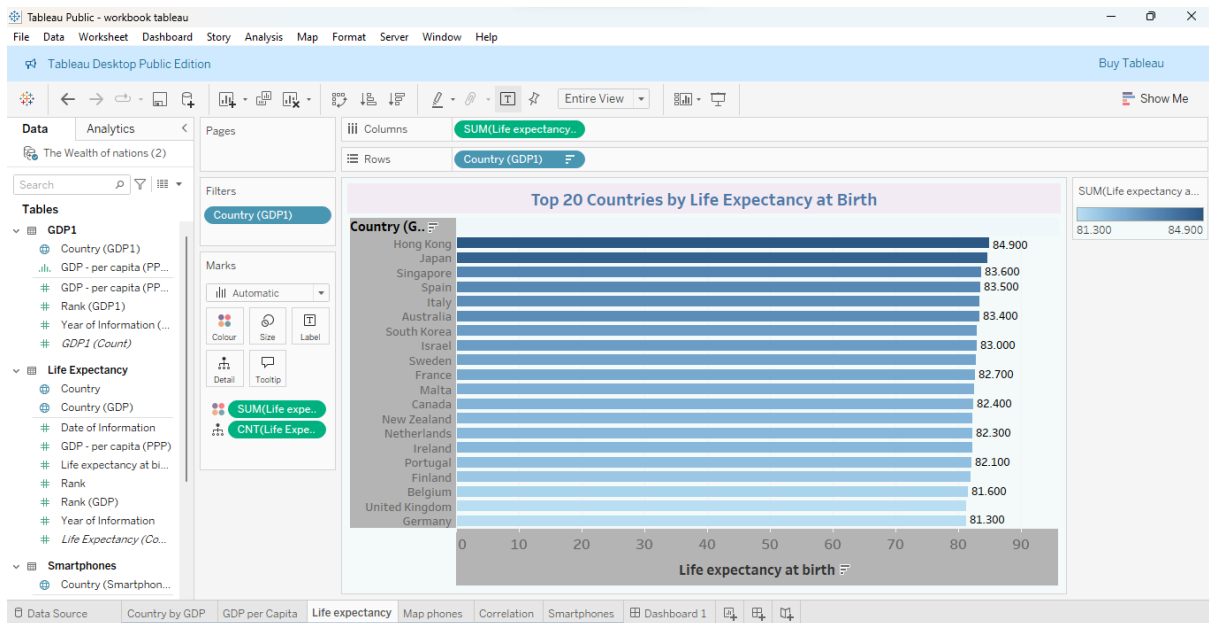 Tableau Public - workbook tableau
File Data Worksheet Dashboard Story Analysis Map Format Server Window Help
Tableau Desktop Public Edition
Buy Tableau
Entire View
Show Me
Data Analytics
The Wealth of nations (2)
Search
Tables
GDP1
Country (GDP1)
GDP - per capita (PP...
GDP - per capita (PP...
Rank (GDP1)
Year of Information (...
GDP1 (Count)
Life Expectancy
Country
Country (GDP)
Date of Information
GDP - per capita (PPP)
Life expectancy at bi...
Rank
Rank (GDP)
Year of Information
Life Expectancy (Co...
Smartphones
Country (Smartphon...
Pages
Filters
Country (GDP1)
Marks
Automatic
Colour Size Label
Detail Tooltip
SUM(Life expe..
CNT(Life Expe..
Columns SUM(Life expectancy..
Rows Country (GDP1)
Top 20 Countries by Life Expectancy at Birth
Country (G..
Hong Kong 84.900
Japan
Singapore 83.600
Spain 83.500
Italy
Australia 83.400
South Korea
Israel 83.000
Sweden
France 82.700
Malta
Canada 82.400
New Zealand
Netherlands 82.300
Ireland
Portugal 82.100
Finland
Belgium 81.600
United Kingdom
Germany 81.300
0 10 20 30 40 50 60 70 80 90
Life expectancy at birth
SUM(Life expectancy a...
81.300 84.900
Data Source Country by GDP GDP per Capita Life expectancy Map phones Correlation Smartphones Dashboard 1